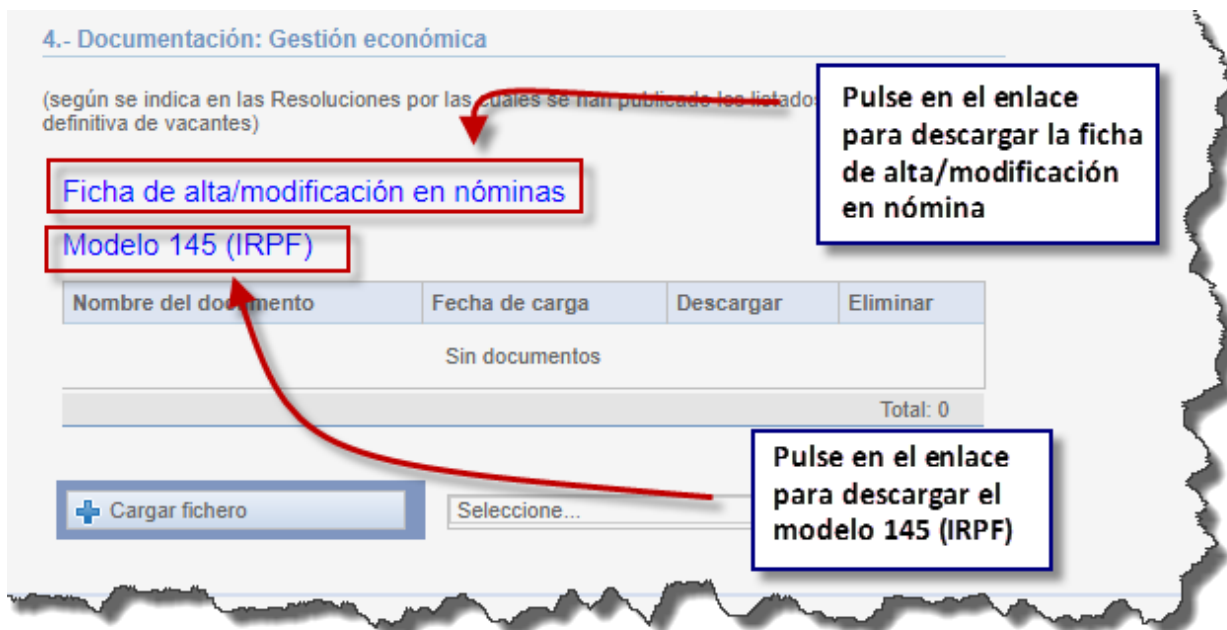 4.- Documentación: Gestión económica
(según se indica en las Resoluciones por las cuales se han publicado los listados
definitiva de vacantes)
Pulse en el enlace
para descargar la ficha
de alta/modificación
en nómina
Ficha de alta/modificación en nóminas
Modelo 145 (IRPF)
Nombre del documento Fecha de carga Descargar Eliminar
Sin documentos
Total: 0
Cargar fichero Seleccione...
Pulse en el enlace
para descargar el
modelo 145 (IRPF)